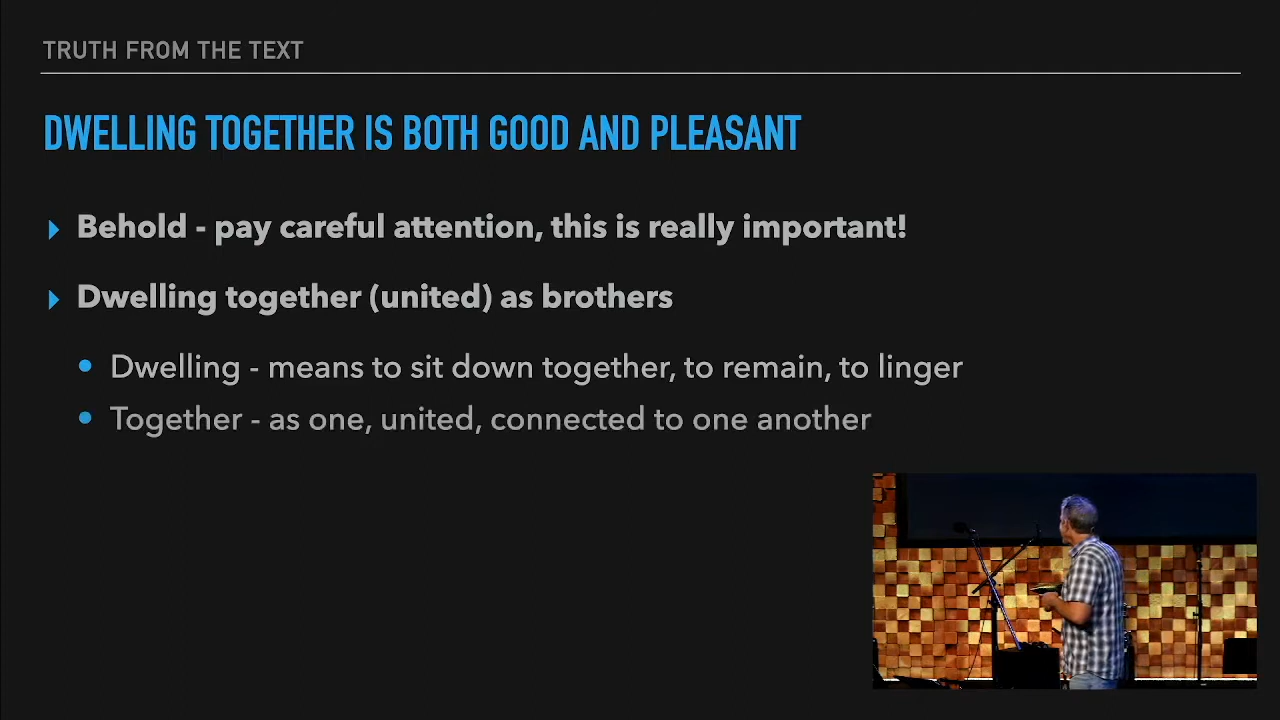 TRUTH FROM THE TEXT
DWELLING TOGETHER IS BOTH GOOD AND PLEASANT
Behold - pay careful attention, this is really important!
Dwelling together (united) as brothers
Dwelling - means to sit down together, to remain, to linger
Together - as one, united, connected to one another